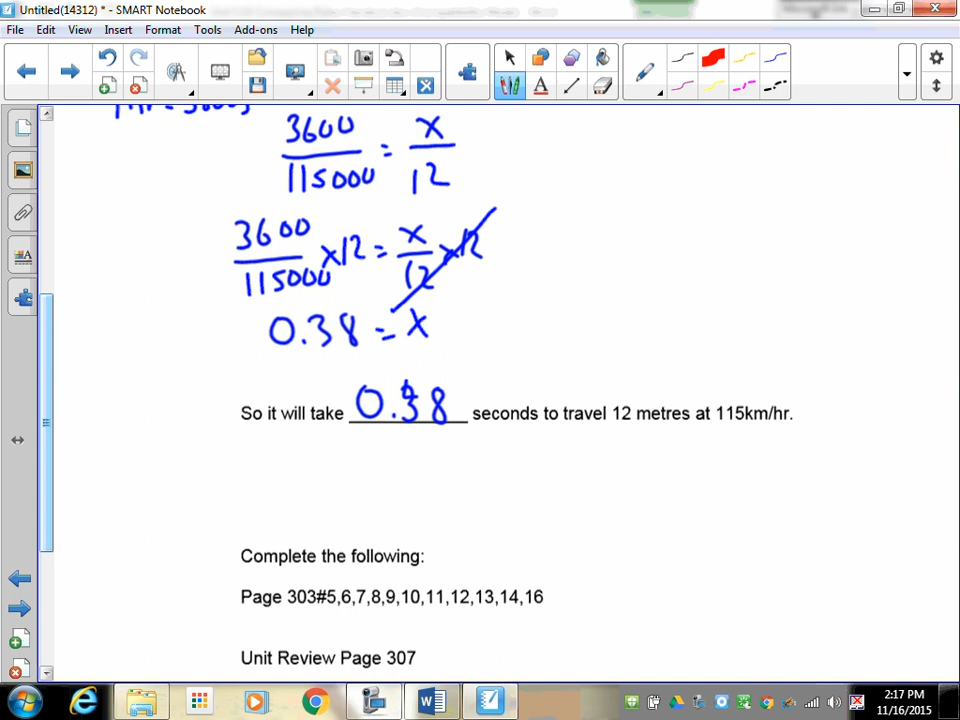 Untitled(14312) * - SMART Notebook
File Edit View Insert Format Tools Add-ons Help
3600/115000 = x/12
3600/115000 x12 = x/12 x12
0.38 = x
So it will take 0.38 seconds to travel 12 metres at 115km/hr.
Complete the following:
Page 303#5,6,7,8,9,10,11,12,13,14,16
Unit Review Page 307
2:17 PM
11/16/2015